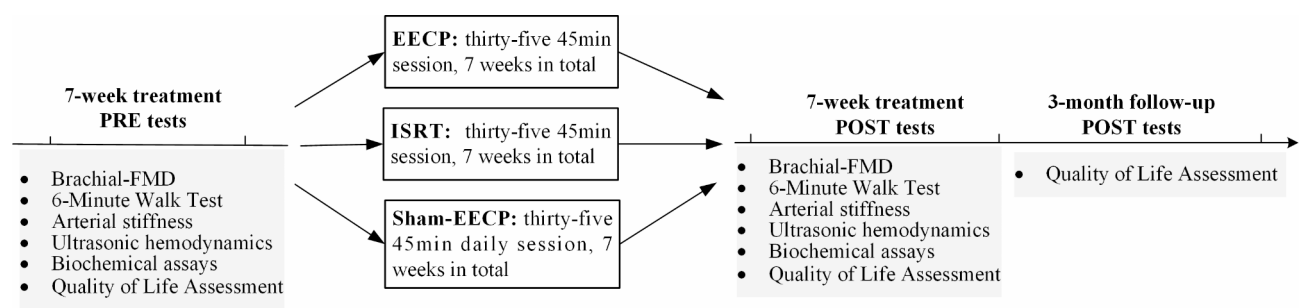 7-week treatment
PRE tests
• Brachial-FMD
• 6-Minute Walk Test
• Arterial stiffness
• Ultrasonic hemodynamics
• Biochemical assays
• Quality of Life Assessment
EECP: thirty-five 45min
session, 7 weeks in total
ISRT: thirty-five 45min
session, 7 weeks in total
Sham-EECP: thirty-five
45min daily session, 7
weeks in total
7-week treatment
POST tests
• Brachial-FMD
• 6-Minute Walk Test
• Arterial stiffness
• Ultrasonic hemodynamics
• Biochemical assays
• Quality of Life Assessment
3-month follow-up
POST tests
• Quality of Life Assessment